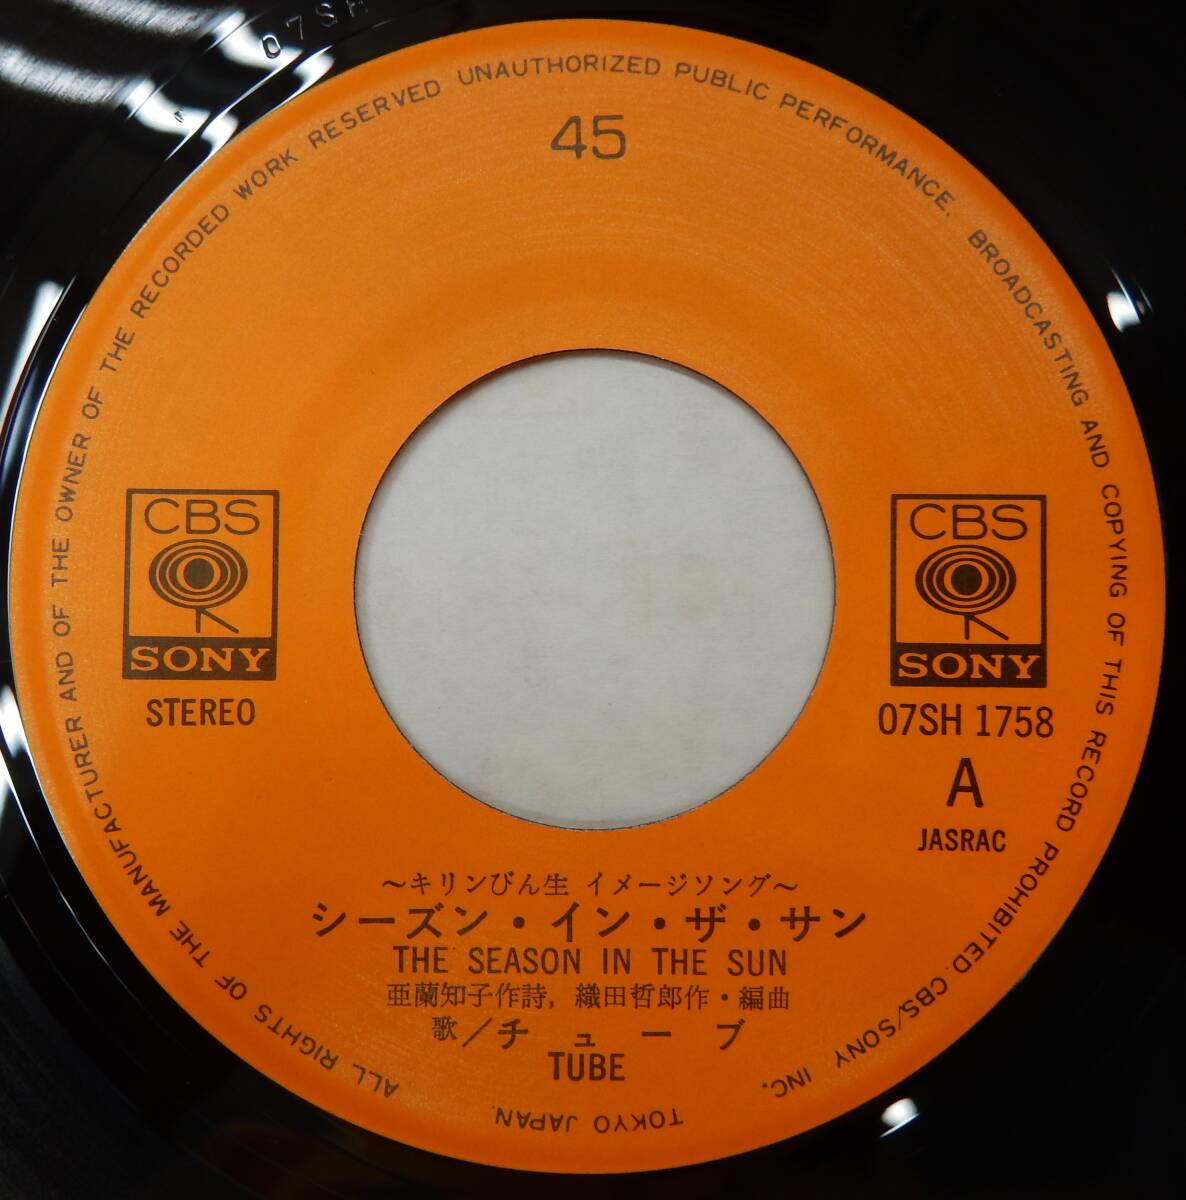 07SH
ALL RIGHTS OF THE MANUFACTURER AND OF THE OWNER OF THE RECORDED WORK RESERVED UNAUTHORIZED PUBLIC PERFORMANCE. BROADCASTING AND COPYING OF THIS RECORD PROHIBITED. CBS/SONY INC. TOKYO JAPAN.
45
CBS
SONY
STEREO
CBS
SONY
07SH 1758
A
JASRAC
〜キリンびん生 イメージソング〜
シーズン・イン・ザ・サン
THE SEASON IN THE SUN
亜蘭知子作詩, 織田哲郎作・編曲
歌/チューブ
TUBE